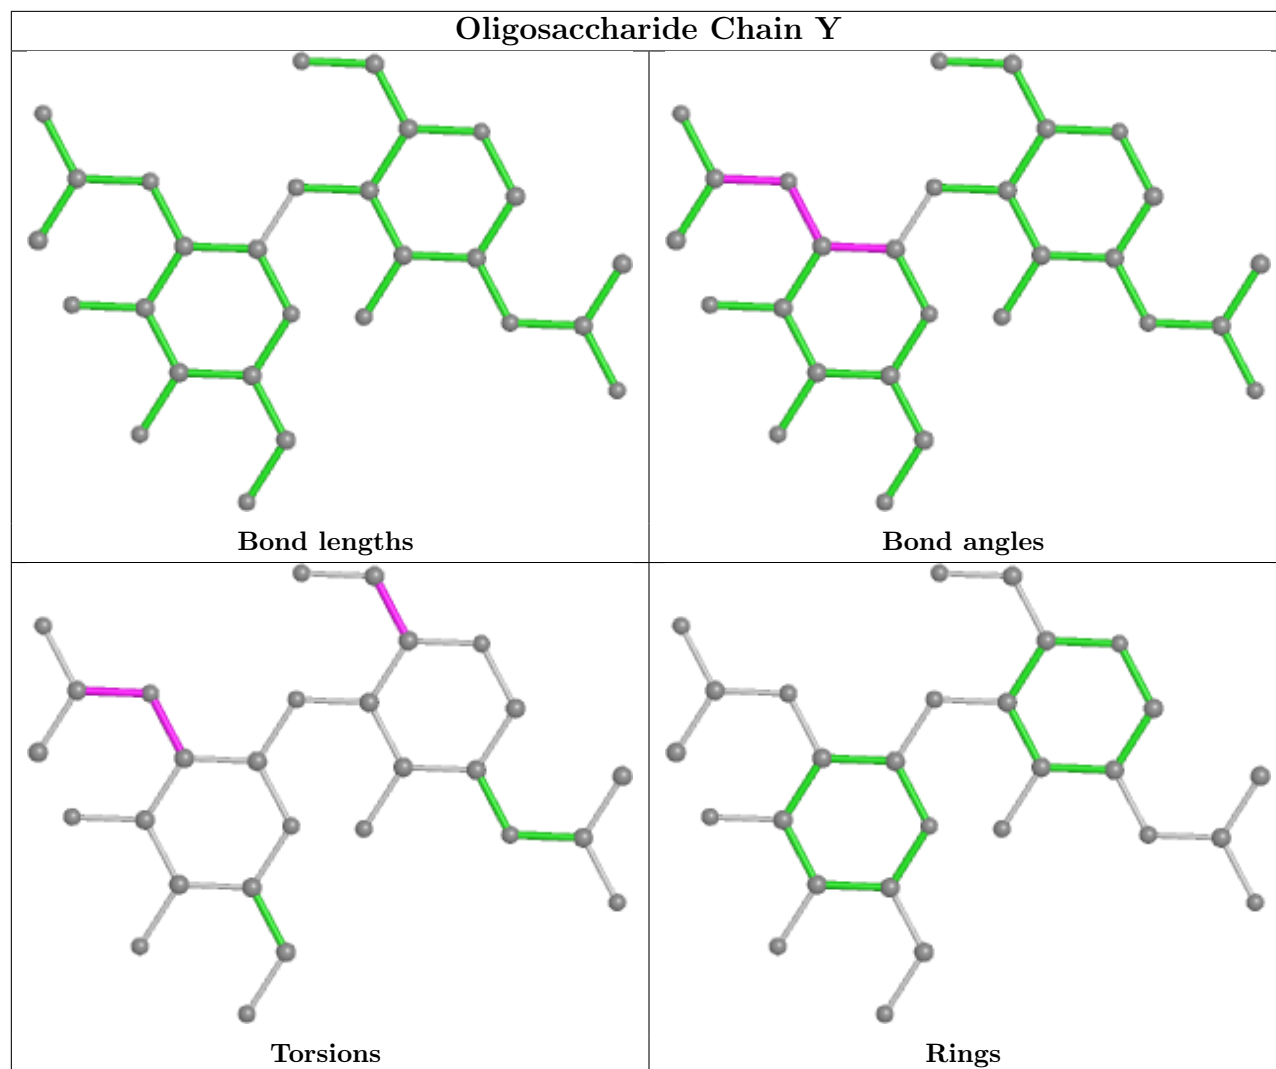 Oligosaccharide Chain Y
Bond lengths
Bond angles
Torsions
Rings